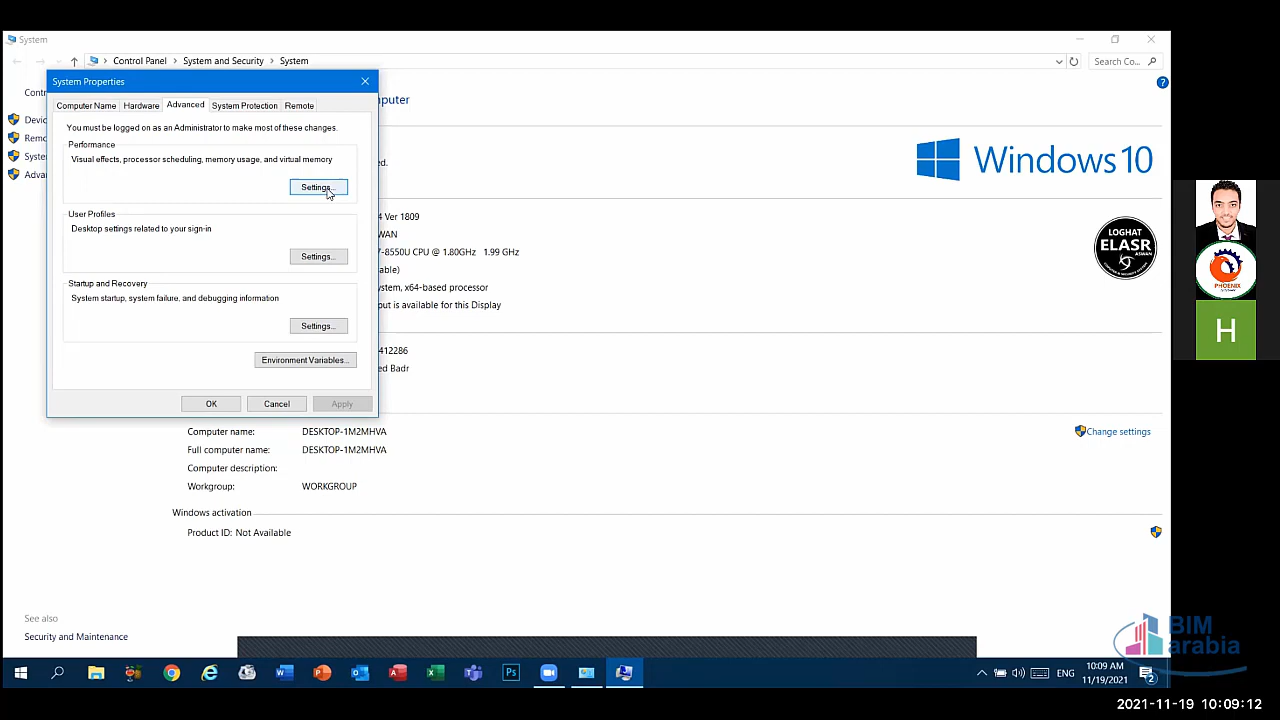 System
Control Panel > System and Security > System
Search Co...
System Properties
Computer Name Hardware Advanced System Protection Remote
You must be logged on as an Administrator to make most of these changes.
Performance
Visual effects, processor scheduling, memory usage, and virtual memory
Settings...
User Profiles
Desktop settings related to your sign-in
Settings...
Startup and Recovery
System startup, system failure, and debugging information
Settings...
Environment Variables...
OK Cancel Apply
Contr
Devic
Remo
Syste
Adva
puter
ed.
Windows 10
4 Ver 1809
WAN
7-8550U CPU @ 1.80GHz 1.99 GHz
able)
stem, x64-based processor
put is available for this Display
LOGHAT
ELASR
ASWAN
412286
ed Badr
Computer name: DESKTOP-1M2MHVA
Change settings
Full computer name: DESKTOP-1M2MHVA
Computer description:
Workgroup: WORKGROUP
Windows activation
Product ID: Not Available
See also
Security and Maintenance
PHOENIX
H
BIM
arabia
ENG
10:09 AM
11/19/2021
2
2021-11-19 10:09:12